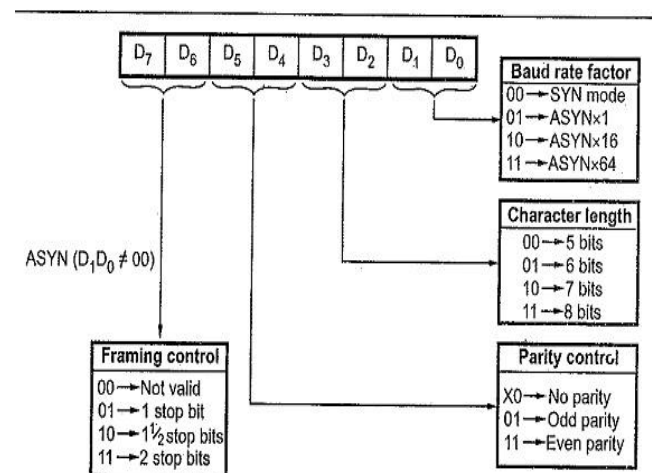 D7 D6 D5 D4 D3 D2 D1 D0
Baud rate factor
00→SYN mode
01→ASYN×1
10→ASYN×16
11→ASYN×64
Character length
00→5 bits
01→6 bits
10→7 bits
11→8 bits
ASYN (D1D0 ≠ 00)
Framing control
00→Not valid
01→1 stop bit
10→1 1/2 stop bits
11→2 stop bits
Parity control
X0→No parity
01→Odd parity
11→Even parity